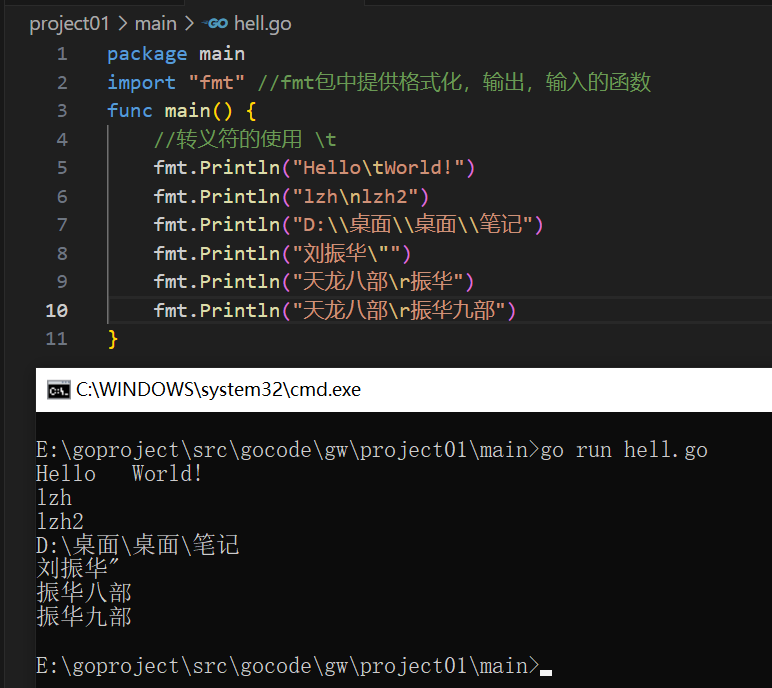 project01 > main > GO hell.go
1 package main
2 import "fmt" //fmt包中提供格式化，输出，输入的函数
3 func main() {
4 //转义符的使用 \t
5 fmt.Println("Hello\tWorld!")
6 fmt.Println("lzh\nlzh2")
7 fmt.Println("D:\\桌面\\桌面\\笔记")
8 fmt.Println("刘振华\"")
9 fmt.Println("天龙八部\r振华")
10 fmt.Println("天龙八部\r振华九部")
11 }
C:\WINDOWS\system32\cmd.exe
E:\goproject\src\gocode\gw\project01\main>go run hell.go
Hello   World!
lzh
lzh2
D:\桌面\桌面\笔记
刘振华"
振华八部
振华九部
E:\goproject\src\gocode\gw\project01\main>